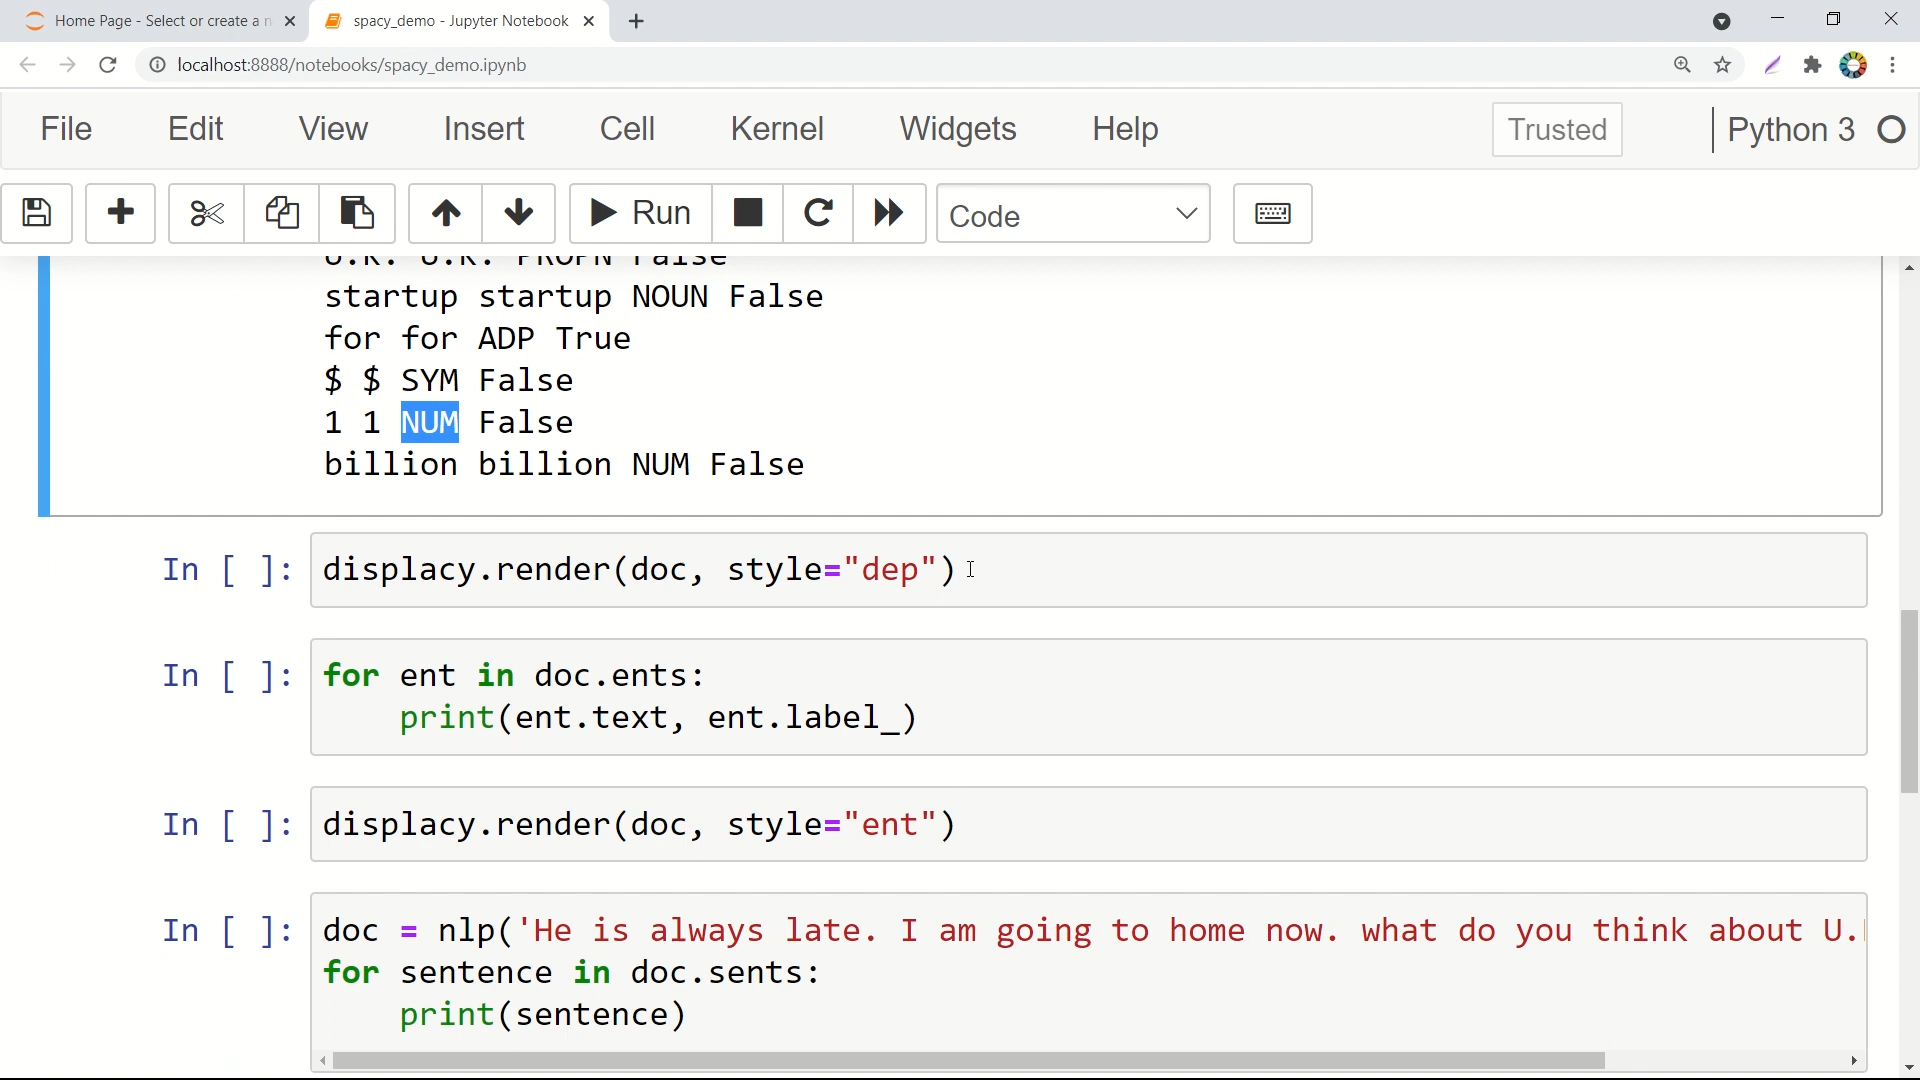 Home Page - Select or create a n
spacy_demo - Jupyter Notebook
localhost:8888/notebooks/spacy_demo.ipynb
File Edit View Insert Cell Kernel Widgets Help Trusted Python 3
Run Code
U.K. U.K. PROPN False
startup startup NOUN False
for for ADP True
$ $ SYM False
1 1 NUM False
billion billion NUM False
In [ ]: displacy.render(doc, style="dep")
In [ ]: for ent in doc.ents:
print(ent.text, ent.label_)
In [ ]: displacy.render(doc, style="ent")
In [ ]: doc = nlp('He is always late. I am going to home now. what do you think about U.
for sentence in doc.sents:
print(sentence)